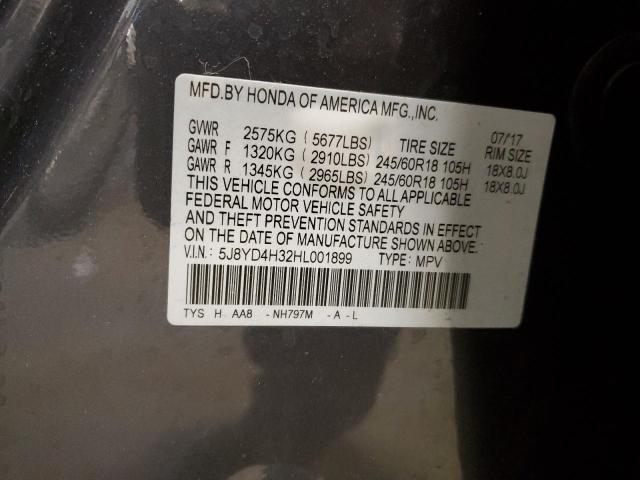 MFD.BY HONDA OF AMERICA MFG.,INC.
GVWR 2575KG ( 5677LBS) TIRE SIZE 07/17 RIM SIZE
GAWR F 1320KG ( 2910LBS) 245/60R18 105H 18X8.0J
GAWR R 1345KG ( 2965LBS) 245/60R18 105H 18X8.0J
THIS VEHICLE CONFORMS TO ALL APPLICABLE
FEDERAL MOTOR VEHICLE SAFETY
AND THEFT PREVENTION STANDARDS IN EFFECT
ON THE DATE OF MANUFACTURE SHOWN ABOVE.
V.I.N.: 5J8YD4H32HL001899 TYPE: MPV
TYS H AA8 - NH797M - A - L